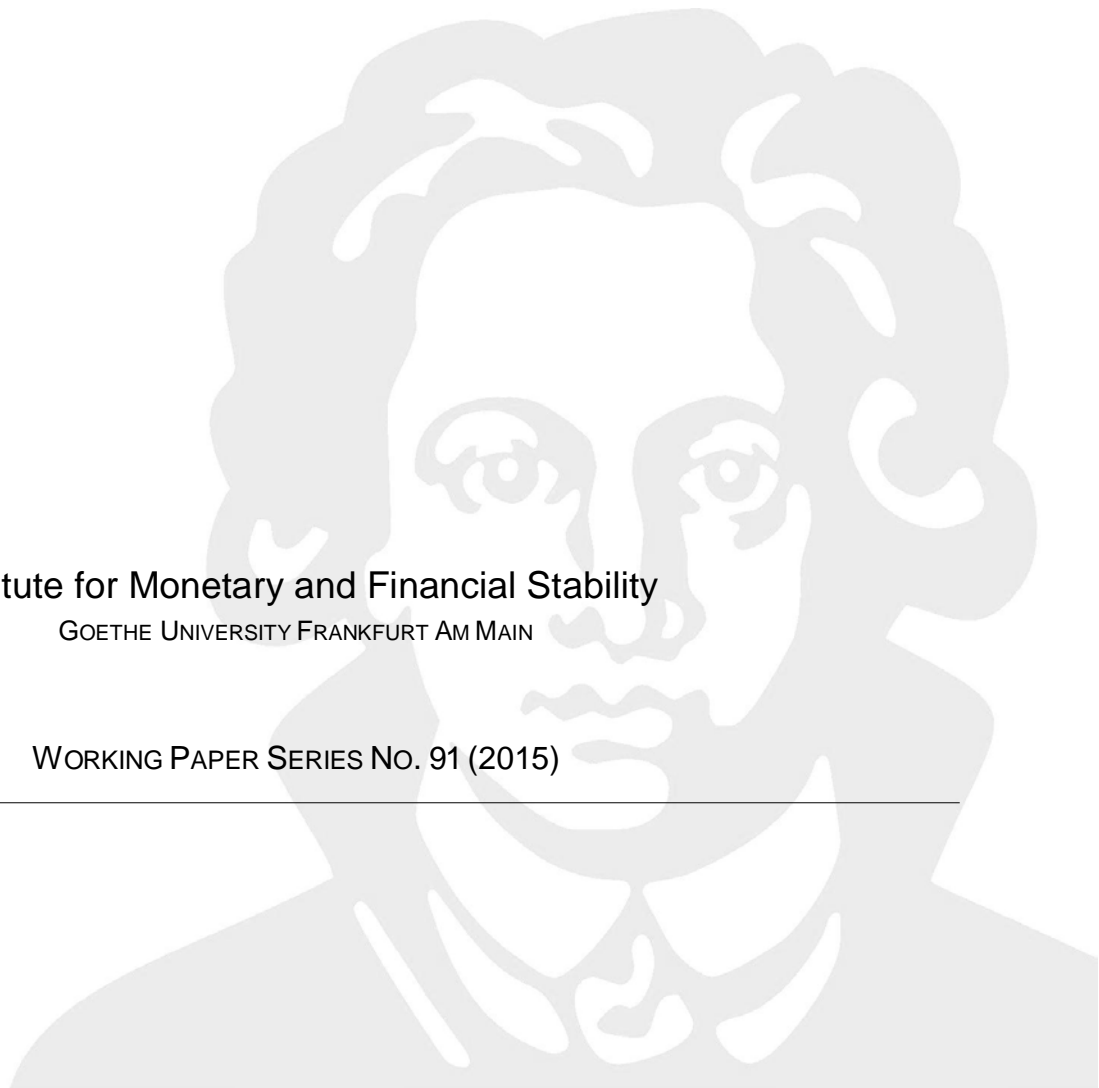 tute for Monetary and Financial Stability
GOETHE UNIVERSITY FRANKFURT AM MAIN
WORKING PAPER SERIES NO. 91 (2015)